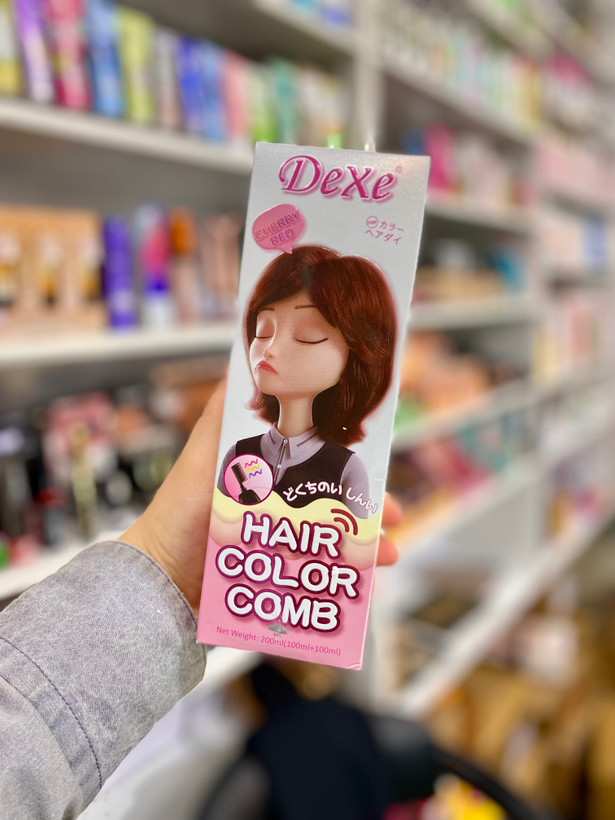 DeXe®
CHERRY
RED
カラー
ヘアダイ
どくちのいしんい
HAIR
COLOR
COMB
Net Weight: 200ml(100ml+100ml)